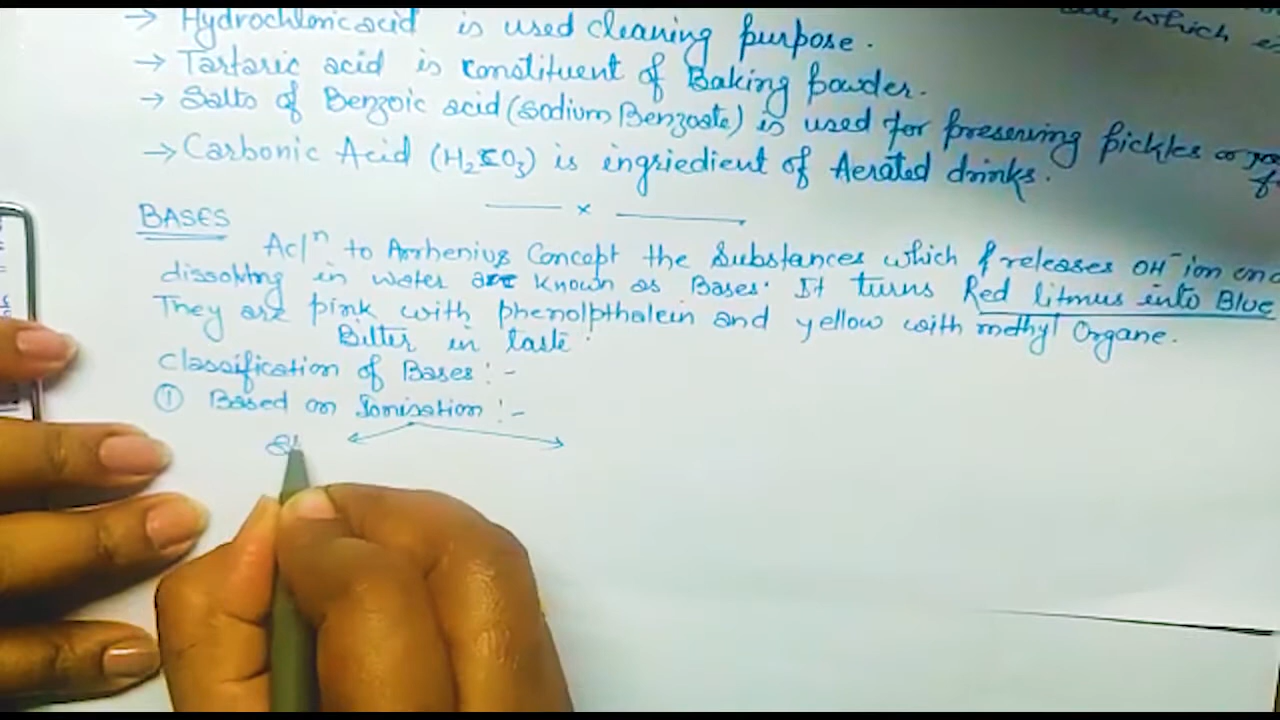 → Hydrochloric acid is used cleaning purpose.
which
→ Tartaric acid is constituent of Baking powder.
→ Salts of Benzoic acid (Sodium Benzoate) is used for preserving pickles or
→ Carbonic Acid (H₂CO₃) is ingriedient of Aerated drinks.
x
BASES
Ac/ⁿ to Arrhenius Concept the Substances which releases OH⁻ ion on
dissolving in water are known as Bases. It turns Red litmus into Blue
They are pink with phenolpthalein and yellow with methyl Organe.
Bitter in taste.
Classification of Bases :-
① Based on Ionisation :-